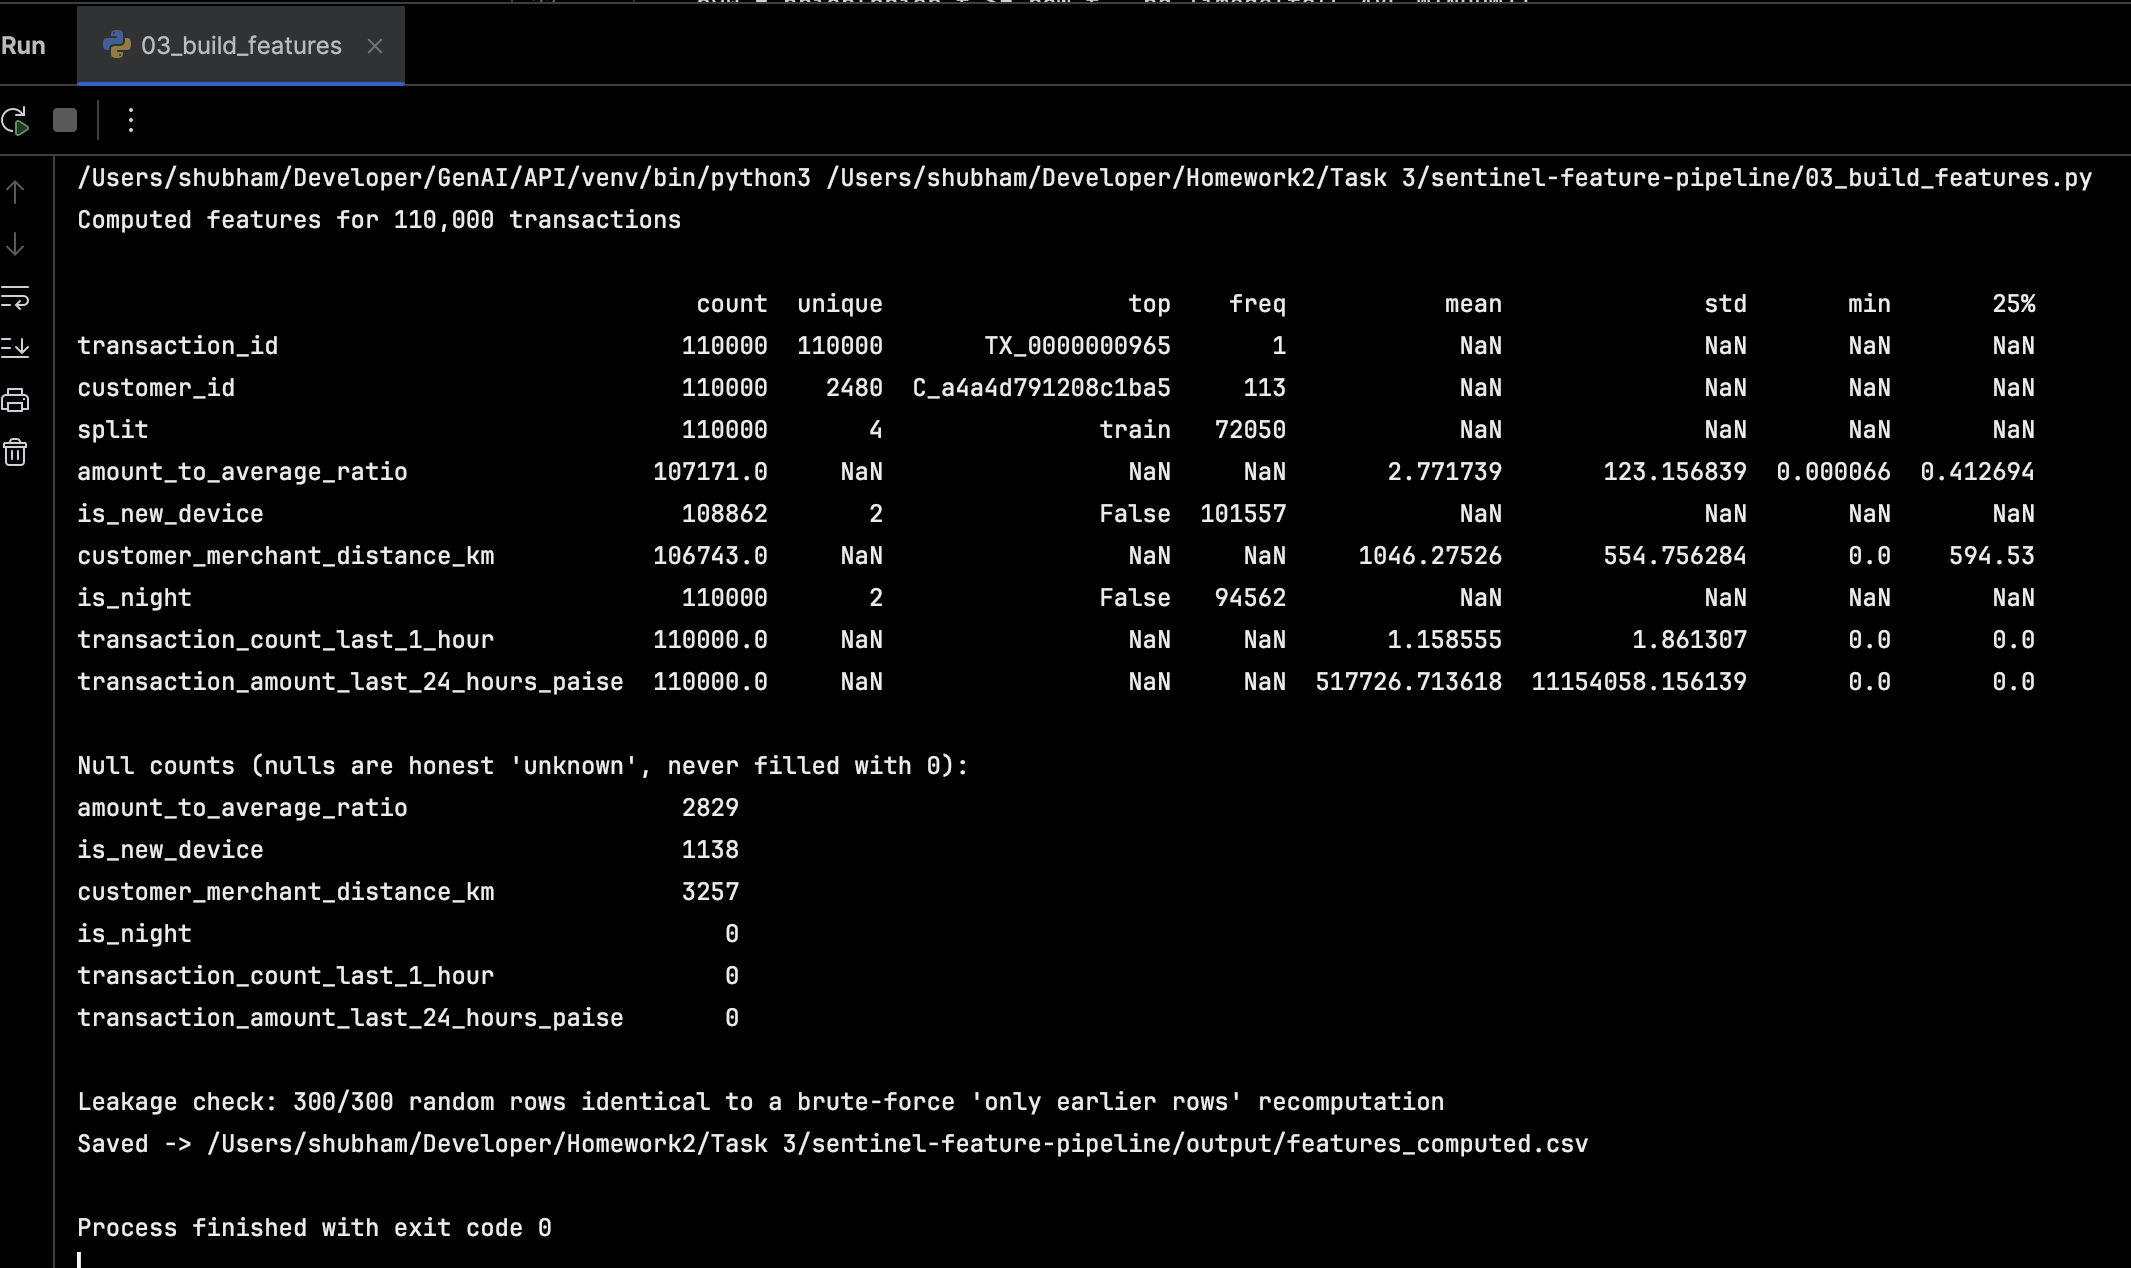 Run 03_build_features
/Users/shubham/Developer/GenAI/API/venv/bin/python3 /Users/shubham/Developer/Homework2/Task 3/sentinel-feature-pipeline/03_build_features.py
Computed features for 110,000 transactions
count unique top freq mean std min 25%
transaction_id 110000 110000 TX_0000000965 1 NaN NaN NaN NaN
customer_id 110000 2480 C_a4a4d791208c1ba5 113 NaN NaN NaN NaN
split 110000 4 train 72050 NaN NaN NaN NaN
amount_to_average_ratio 107171.0 NaN NaN NaN 2.771739 123.156839 0.000066 0.412694
is_new_device 108862 2 False 101557 NaN NaN NaN NaN
customer_merchant_distance_km 106743.0 NaN NaN NaN 1046.27526 554.756284 0.0 594.53
is_night 110000 2 False 94562 NaN NaN NaN NaN
transaction_count_last_1_hour 110000.0 NaN NaN NaN 1.158555 1.861307 0.0 0.0
transaction_amount_last_24_hours_paise 110000.0 NaN NaN NaN 517726.713618 11154058.156139 0.0 0.0
Null counts (nulls are honest 'unknown', never filled with 0):
amount_to_average_ratio 2829
is_new_device 1138
customer_merchant_distance_km 3257
is_night 0
transaction_count_last_1_hour 0
transaction_amount_last_24_hours_paise 0
Leakage check: 300/300 random rows identical to a brute-force 'only earlier rows' recomputation
Saved -> /Users/shubham/Developer/Homework2/Task 3/sentinel-feature-pipeline/output/features_computed.csv
Process finished with exit code 0